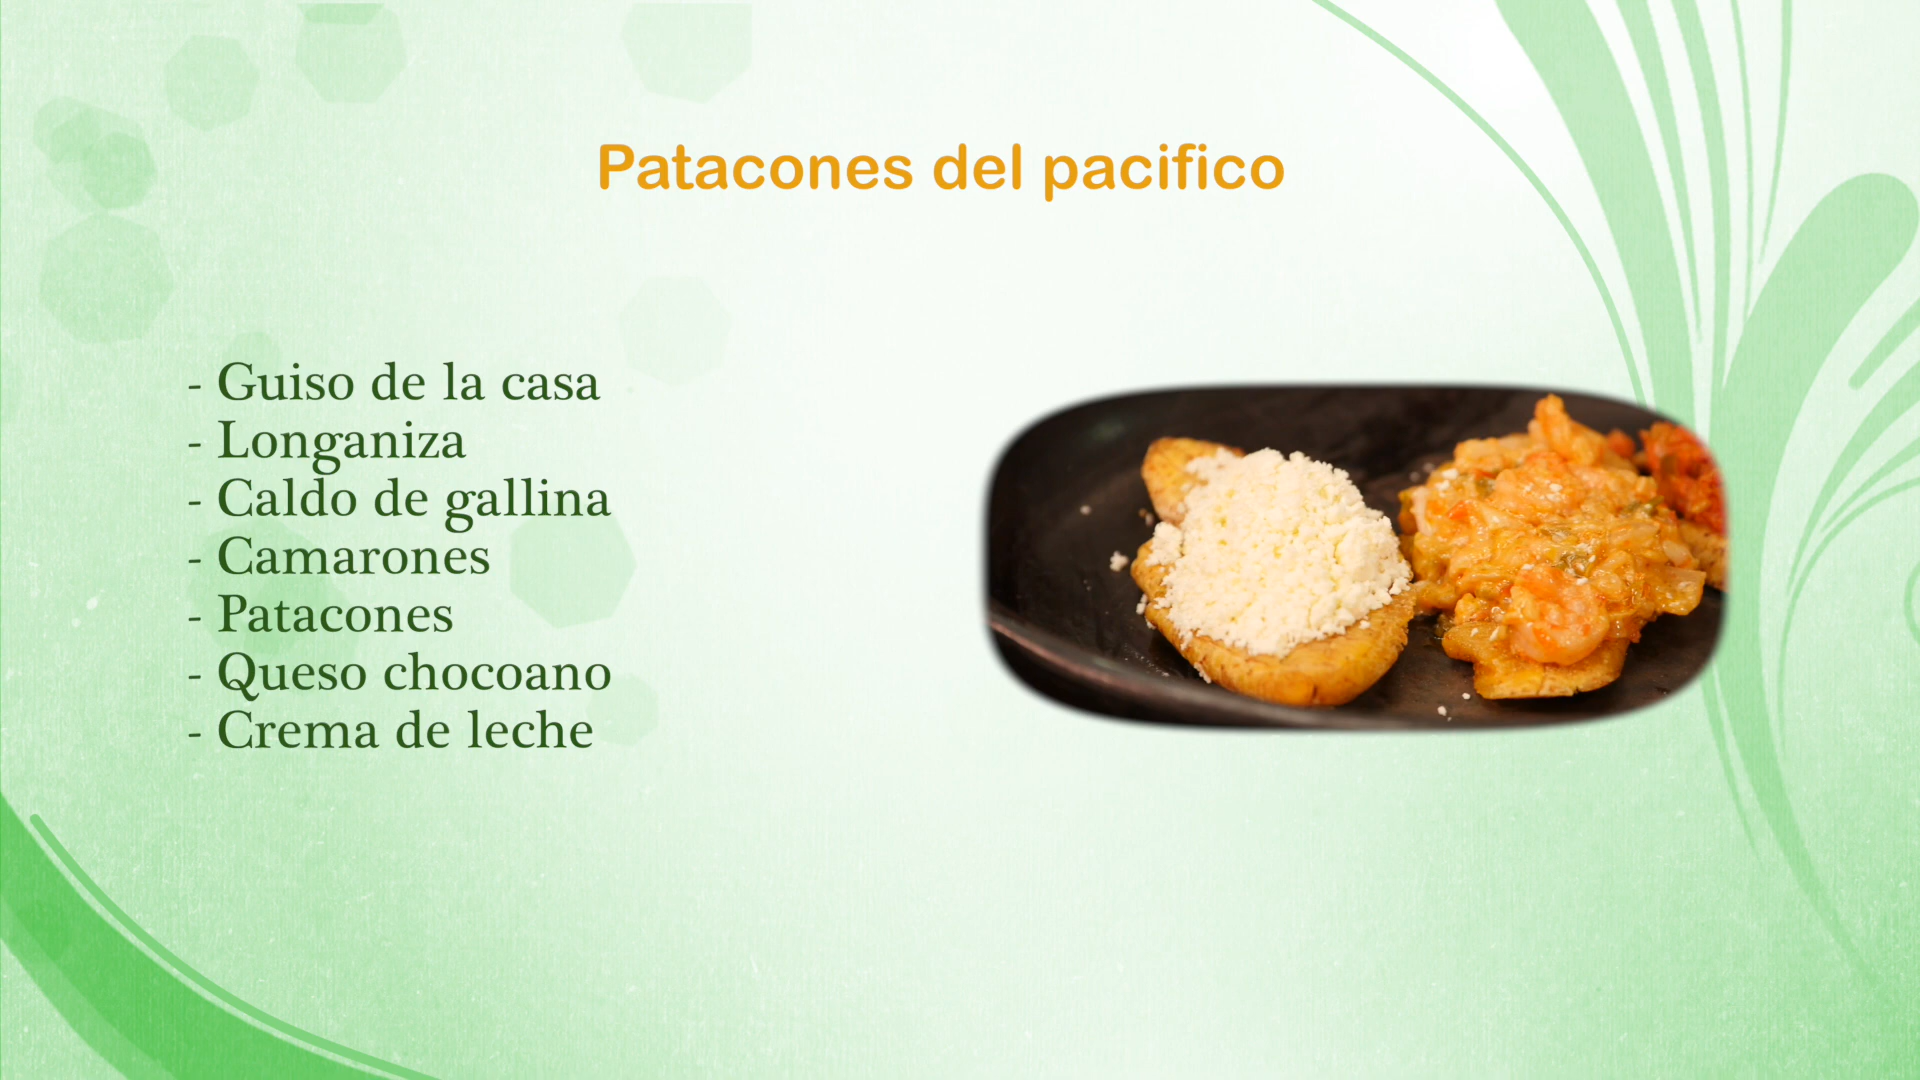 Patacones del pacifico
- Guiso de la casa
- Longaniza
- Caldo de gallina
- Camarones
- Patacones
- Queso chocoano
- Crema de leche